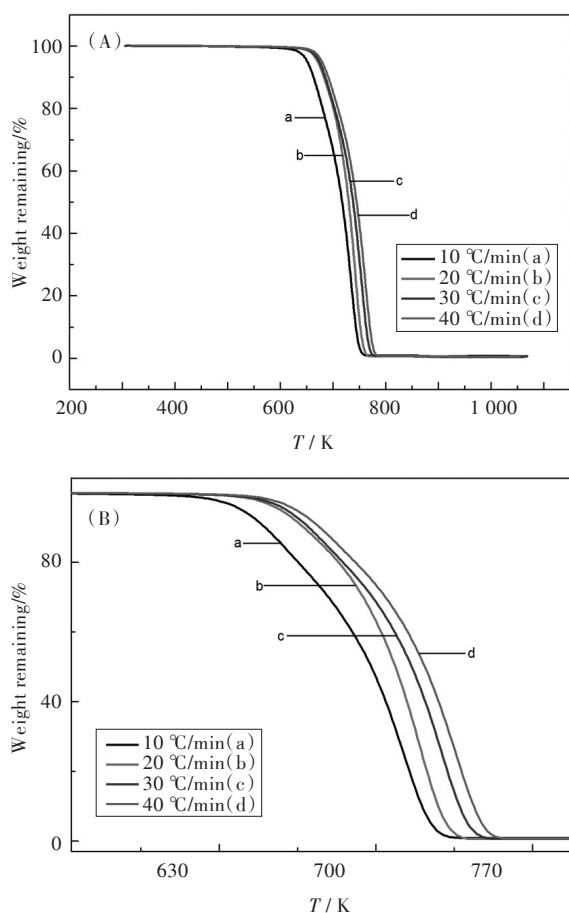 (A)
100
80
60
40
20
0
Weight remaining/%
a
b
c
d
10 ℃/min(a)
20 ℃/min(b)
30 ℃/min(c)
40 ℃/min(d)
200 400 600 800 1 000
T / K
(B)
80
40
0
Weight remaining/%
a
b
c
d
10 ℃/min(a)
20 ℃/min(b)
30 ℃/min(c)
40 ℃/min(d)
630 700 770
T / K